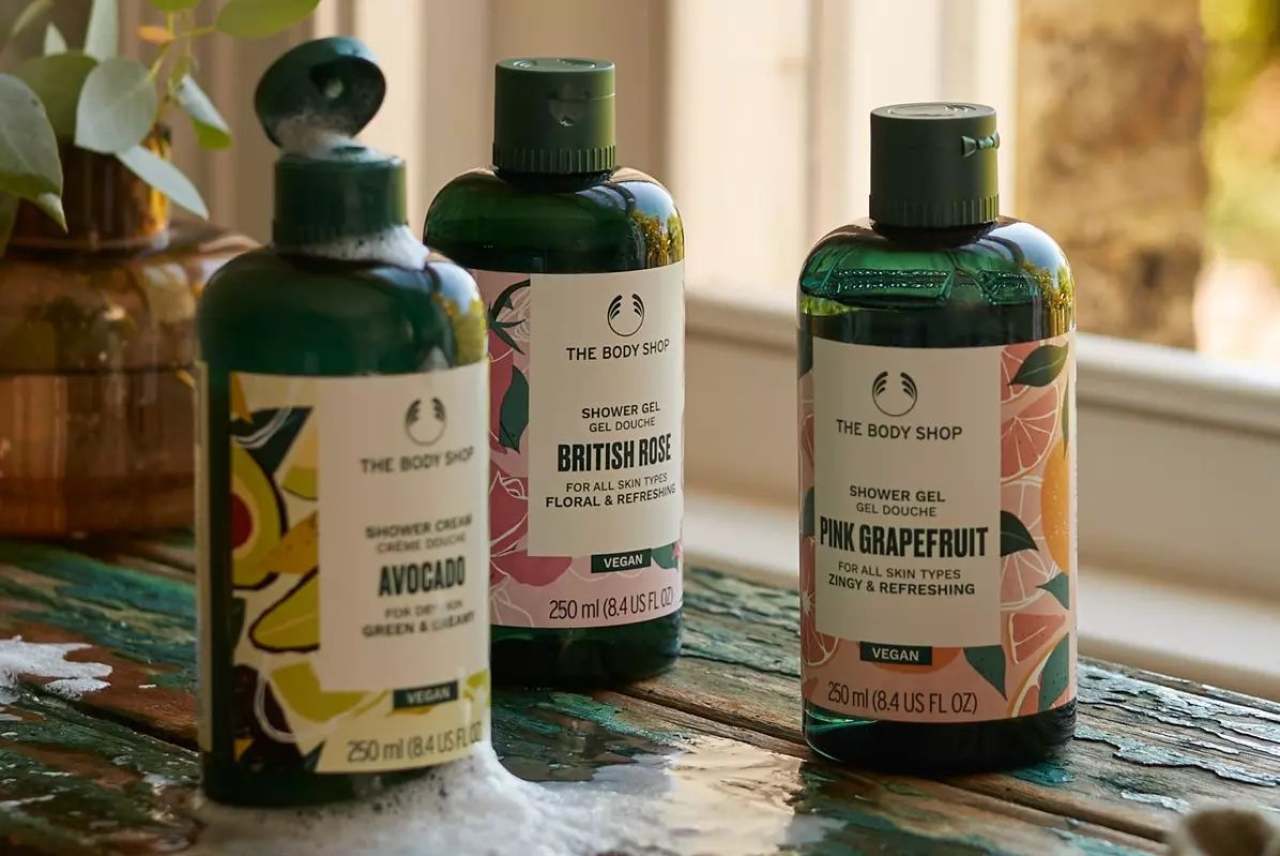 THE BODY SHOP
SHOWER CREAM
CRÈME DOUCHE
AVOCADO
FOR DRY SKIN
GREEN & CREAMY
VEGAN
250 ml (8.4 US FL OZ)
THE BODY SHOP
SHOWER GEL
GEL DOUCHE
BRITISH ROSE
FOR ALL SKIN TYPES
FLORAL & REFRESHING
VEGAN
250 ml (8.4 US FL OZ)
THE BODY SHOP
SHOWER GEL
GEL DOUCHE
PINK GRAPEFRUIT
FOR ALL SKIN TYPES
ZINGY & REFRESHING
VEGAN
250 ml (8.4 US FL OZ)